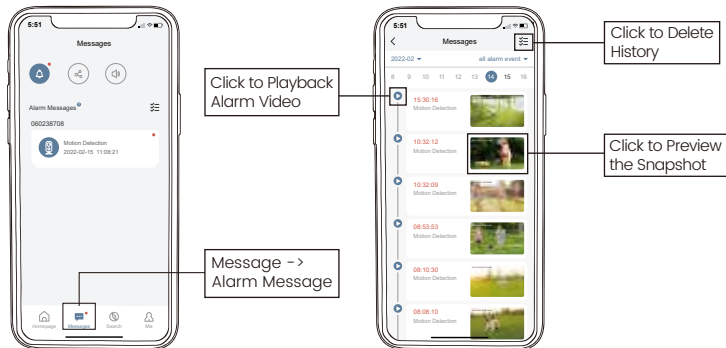 5:51
Messages
Alarm Messages
060238708
Motion Detection
2022-02-15 11:08:21
Homepage
Messages
Search
Me
Message ->
Alarm Message
Click to Playback
Alarm Video
5:51
Messages
2022-02
all alarm event
8 9 10 11 12 13 14 15 16
15:30:16
Motion Detection
10:32:12
Motion Detection
10:32:09
Motion Detection
08:53:53
Motion Detection
08:10:30
Motion Detection
08:08:10
Motion Detection
Click to Delete
History
Click to Preview
the Snapshot